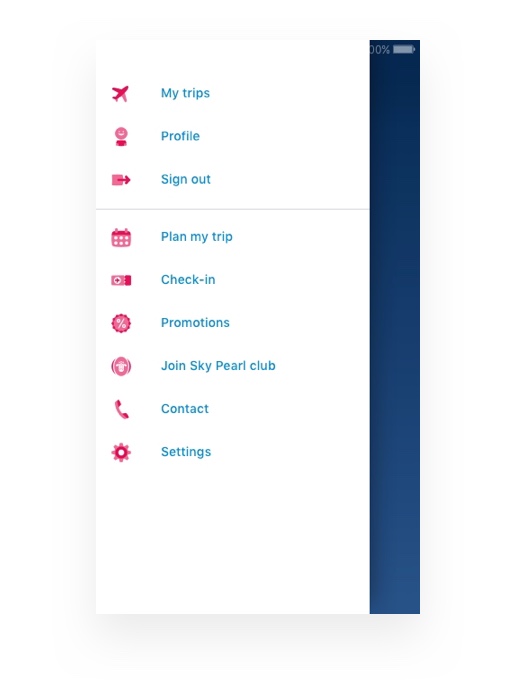 00%
My trips
Profile
Sign out
Plan my trip
Check-in
Promotions
Join Sky Pearl club
Contact
Settings